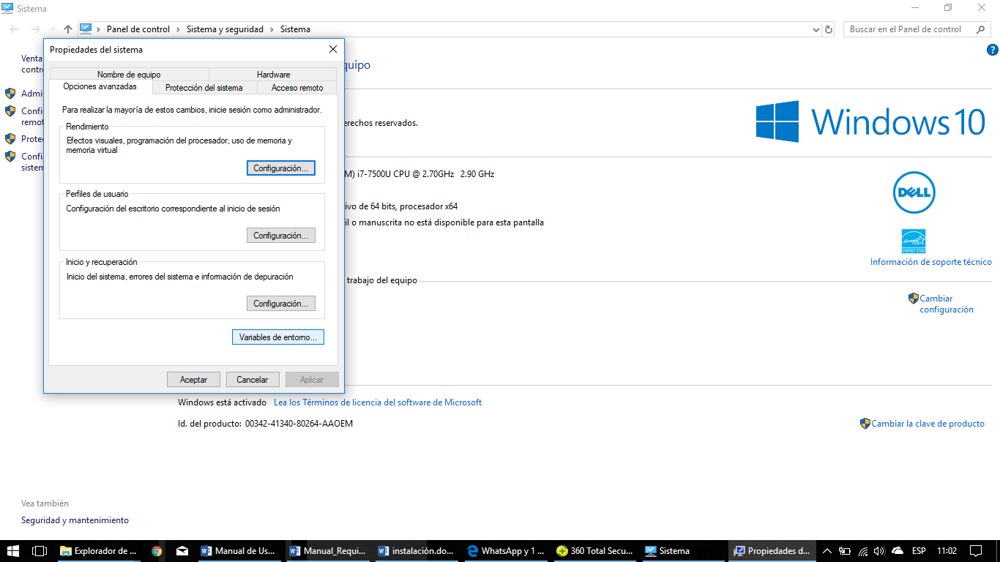 Sistema
Panel de control > Sistema y seguridad > Sistema
Buscar en el Panel de control
Propiedades del sistema
Nombre de equipo
Hardware
Opciones avanzadas
Protección del sistema
Acceso remoto
Para realizar la mayoría de estos cambios, inicie sesión como administrador.
Rendimiento
Efectos visuales, programación del procesador, uso de memoria y
memoria virtual
Configuración...
Perfiles de usuario
Configuración del escritorio correspondiente al inicio de sesión
Configuración...
Inicio y recuperación
Inicio del sistema, errores del sistema e información de depuración
Configuración...
Variables de entorno...
Aceptar
Cancelar
Aplicar
Venta
contr
Admi
Confi
remot
Prote
Confi
sistem
quipo
erechos reservados.
Windows 10
M) i7-7500U CPU @ 2.70GHz 2.90 GHz
ivo de 64 bits, procesador x64
il o manuscrita no está disponible para esta pantalla
DELL
ENERGY STAR
Información de soporte técnico
trabajo del equipo
Cambiar
configuración
Windows está activado Lea los Términos de licencia del software de Microsoft
Id. del producto: 00342-41340-80264-AAOEM
Cambiar la clave de producto
Vea también
Seguridad y mantenimiento
Explorador de ...
Manual de Us...
Manual_Requi...
instalación.do...
WhatsApp y 1 ...
360 Total Secu...
Sistema
Propiedades d...
ESP
11:02